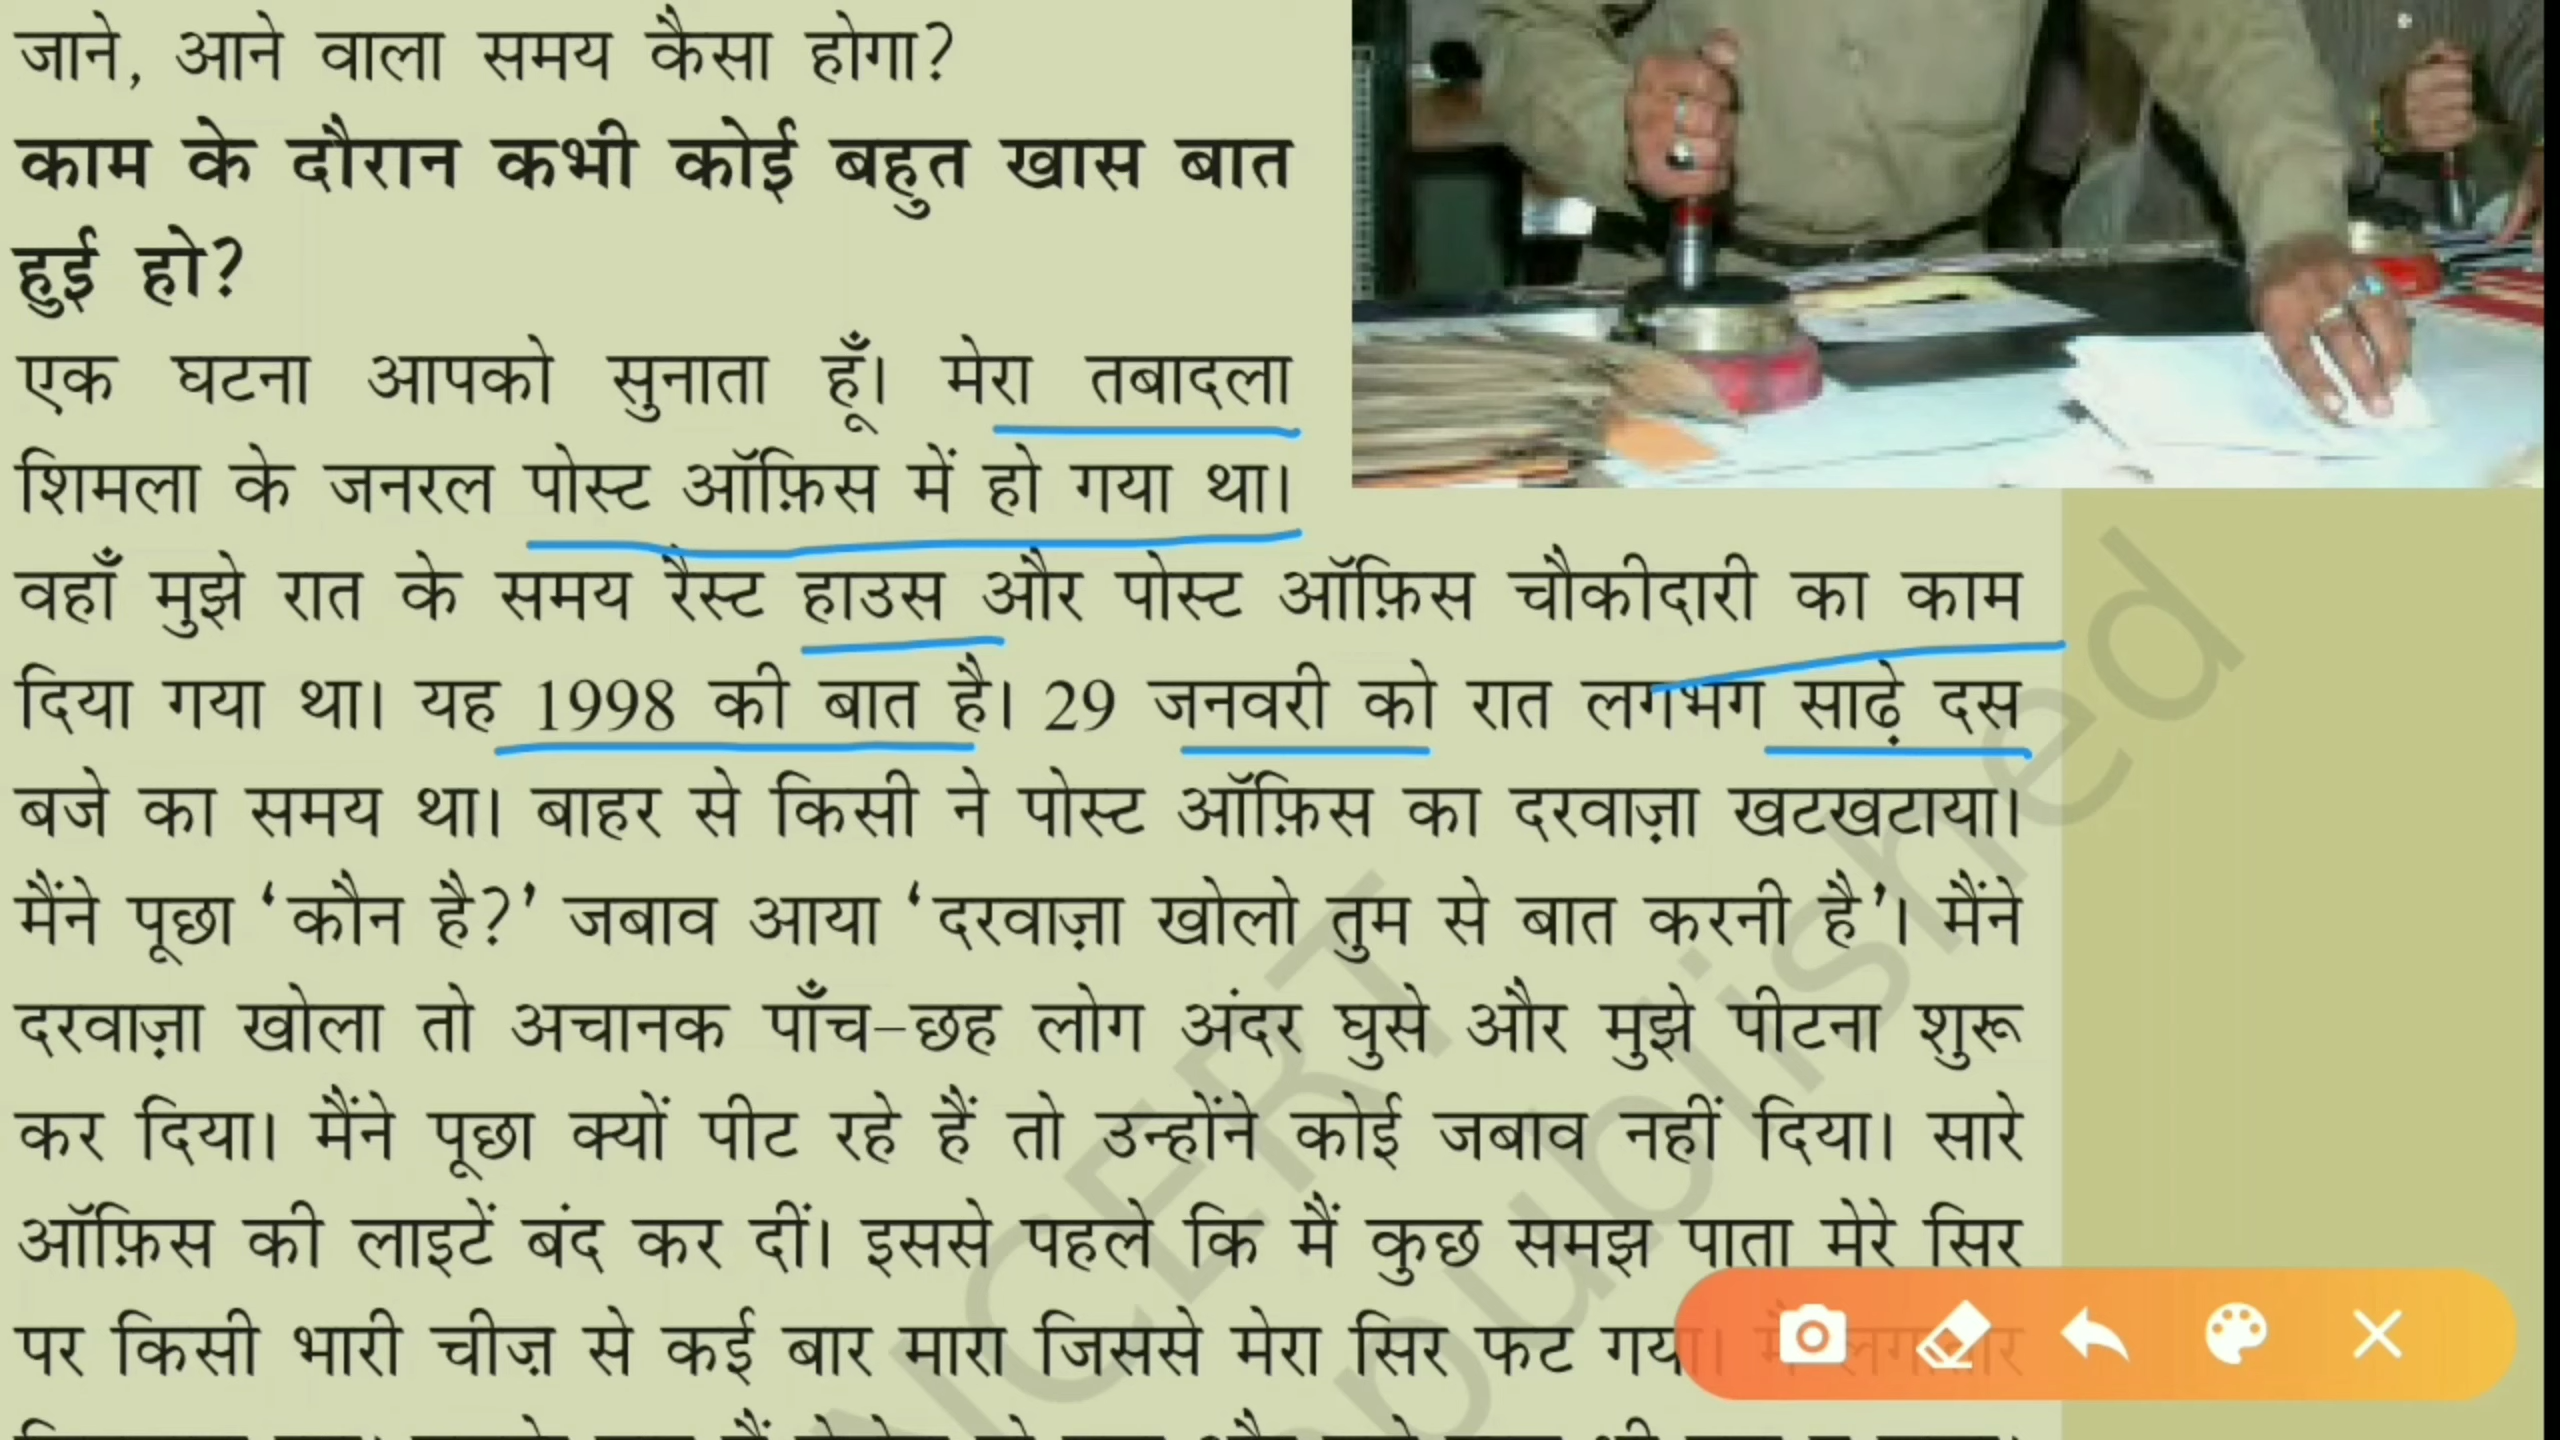 जाने, आने वाला समय कैसा होगा?
काम के दौरान कभी कोई बहुत खास बात
हुई हो?
एक घटना आपको सुनाता हूँ। मेरा तबादला
शिमला के जनरल पोस्ट ऑफ़िस में हो गया था।
वहाँ मुझे रात के समय रैस्ट हाउस और पोस्ट ऑफ़िस चौकीदारी का काम
दिया गया था। यह 1998 की बात है। 29 जनवरी को रात लगभग साढ़े दस
बजे का समय था। बाहर से किसी ने पोस्ट ऑफ़िस का दरवाज़ा खटखटाया।
मैंने पूछा ‘कौन है?’ जबाव आया ‘दरवाज़ा खोलो तुम से बात करनी है’। मैंने
दरवाज़ा खोला तो अचानक पाँच–छह लोग अंदर घुसे और मुझे पीटना शुरू
कर दिया। मैंने पूछा क्यों पीट रहे हैं तो उन्होंने कोई जबाव नहीं दिया। सारे
ऑफ़िस की लाइटें बंद कर दीं। इससे पहले कि मैं कुछ समझ पाता मेरे सिर
पर किसी भारी चीज़ से कई बार मारा जिससे मेरा सिर फट गया। मैं लगातार
NCERT
published